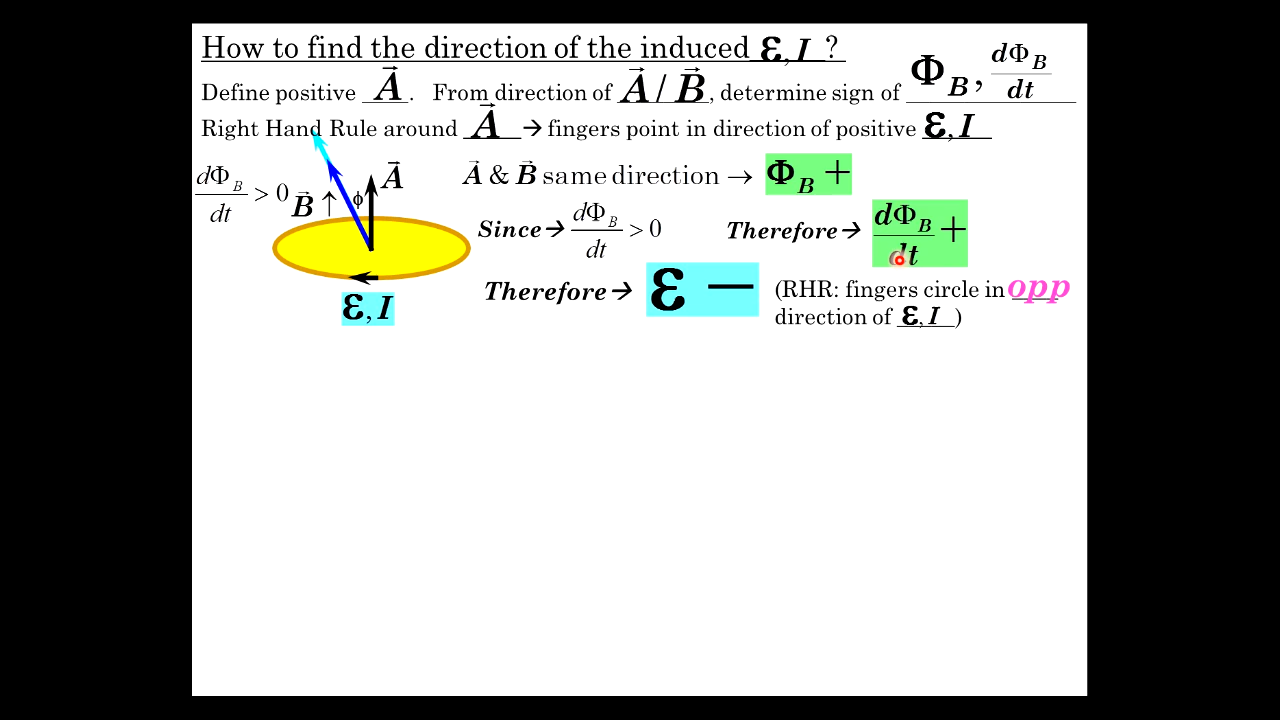 How to find the direction of the induced ℇ, I ?
Define positive A⃗. From direction of A⃗ / B⃗, determine sign of Φ_B, dΦ_B/dt
Right Hand Rule around A⃗ → fingers point in direction of positive ℇ, I
dΦ_B/dt > 0
B⃗ ↑
ϕ
A⃗
A⃗ & B⃗ same direction → Φ_B +
Since→ dΦ_B/dt > 0 Therefore→ dΦ_B/dt +
ℇ, I
Therefore→ ℇ − (RHR: fingers circle in opp
direction of ℇ, I )